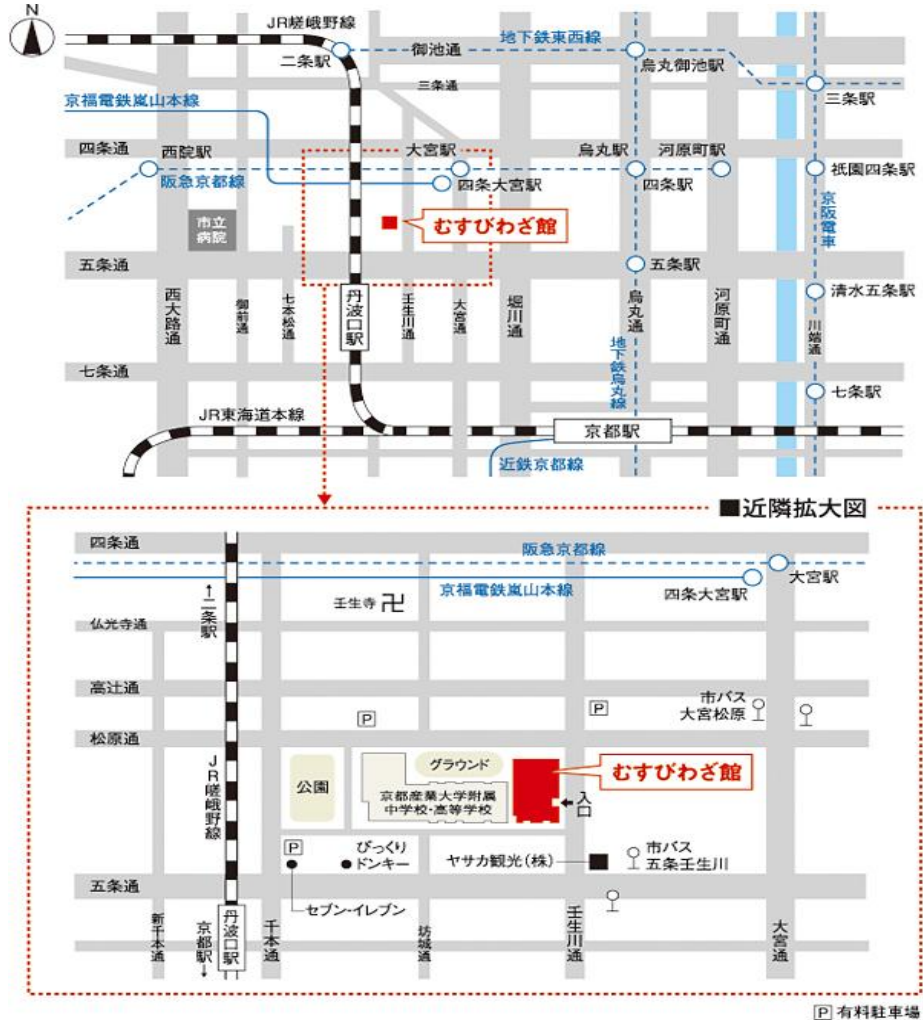 N
JR嵯峨野線
二条駅
御池通
地下鉄東西線
烏丸御池駅
三条通
三条駅
京福電鉄嵐山本線
四条通
西院駅
大宮駅
烏丸駅
河原町駅
阪急京都線
四条大宮駅
四条駅
祇園四条駅
京阪電車
市立
病院
むすびわざ館
五条通
五条駅
清水五条駅
西大路通
御前通
七本松通
丹波口駅
壬生川通
大宮通
堀川通
烏丸通
河原町通
川端通
地下鉄烏丸線
七条通
七条駅
JR東海道本線
京都駅
近鉄京都線
■近隣拡大図
四条通
阪急京都線
大宮駅
京福電鉄嵐山本線
四条大宮駅
↑二条駅
壬生寺 卍
仏光寺通
高辻通
市バス
大宮松原
P
P
松原通
JR嵯峨野線
公園
グラウンド
京都産業大学附属
中学校・高等学校
むすびわざ館
入口
P
びっくり
ドンキー
ヤサカ観光(株)
市バス
五条壬生川
五条通
セブン-イレブン
新千本通
京都駅↓
丹波口駅
千本通
坊城通
壬生川通
大宮通
P 有料駐車場